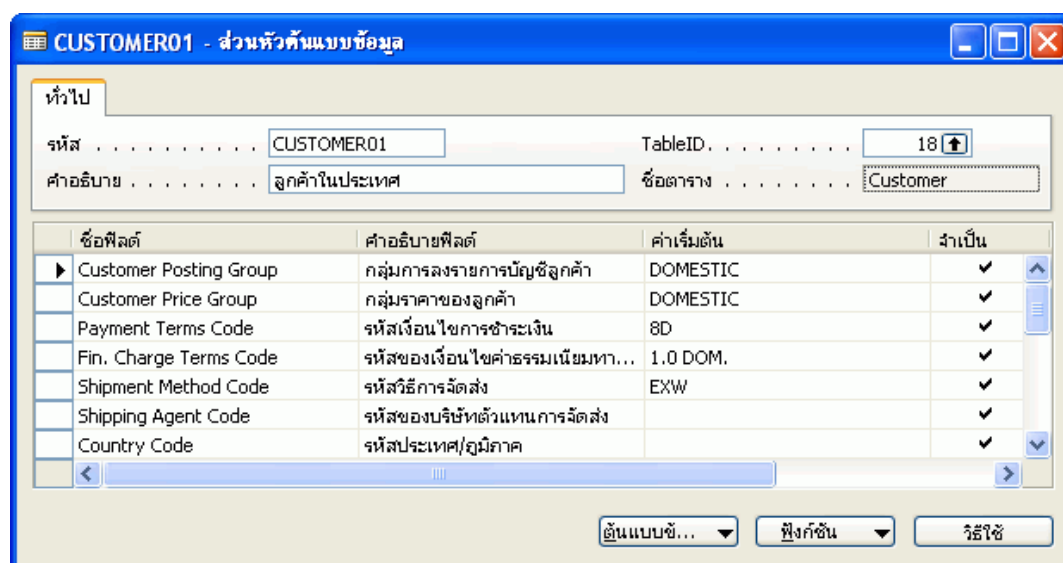 CUSTOMER01 - ส่วนหัวต้นแบบข้อมูล
ทั่วไป
รหัส . . . . . . . . . . CUSTOMER01 TableID. . . . . . . . . 18
คำอธิบาย . . . . . . . . ลูกค้าในประเทศ ชื่อตาราง . . . . . . . . Customer
ชื่อฟิลด์ คำอธิบายฟิลด์ ค่าเริ่มต้น จำเป็น
Customer Posting Group กลุ่มการลงรายการบัญชีลูกค้า DOMESTIC
Customer Price Group กลุ่มราคาของลูกค้า DOMESTIC
Payment Terms Code รหัสเงื่อนไขการชำระเงิน 8D
Fin. Charge Terms Code รหัสของเงื่อนไขค่าธรรมเนียมทา... 1.0 DOM.
Shipment Method Code รหัสวิธีการจัดส่ง EXW
Shipping Agent Code รหัสของบริษัทตัวแทนการจัดส่ง
Country Code รหัสประเทศ/ภูมิภาค
ต้นแบบข้... ฟังก์ชัน วิธีใช้